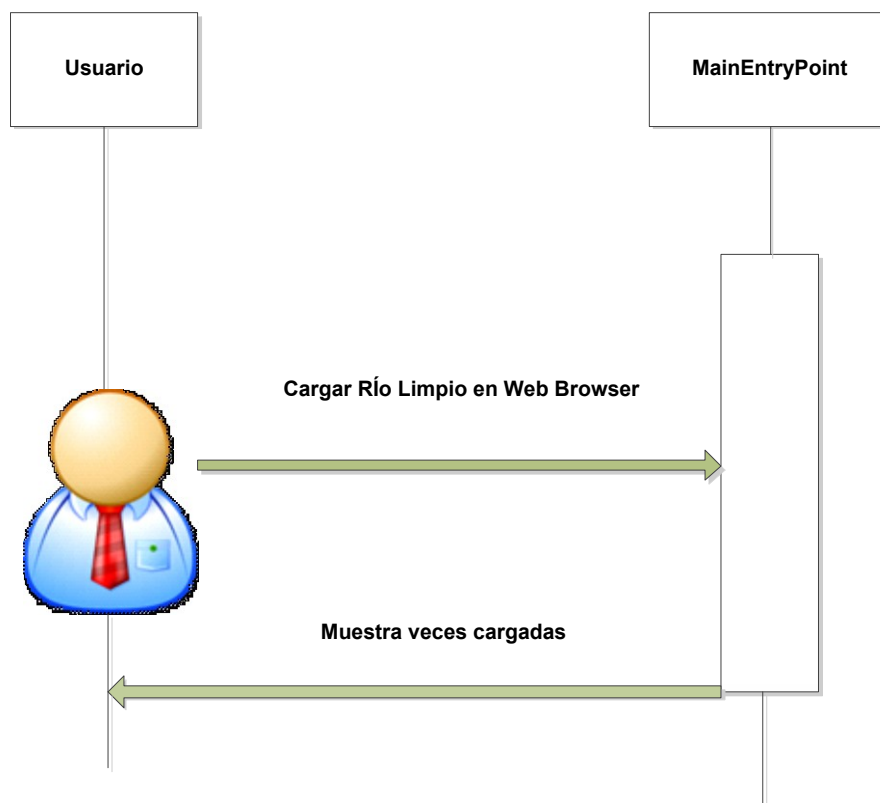 Usuario
MainEntryPoint
Cargar RÍo Limpio en Web Browser
Muestra veces cargadas